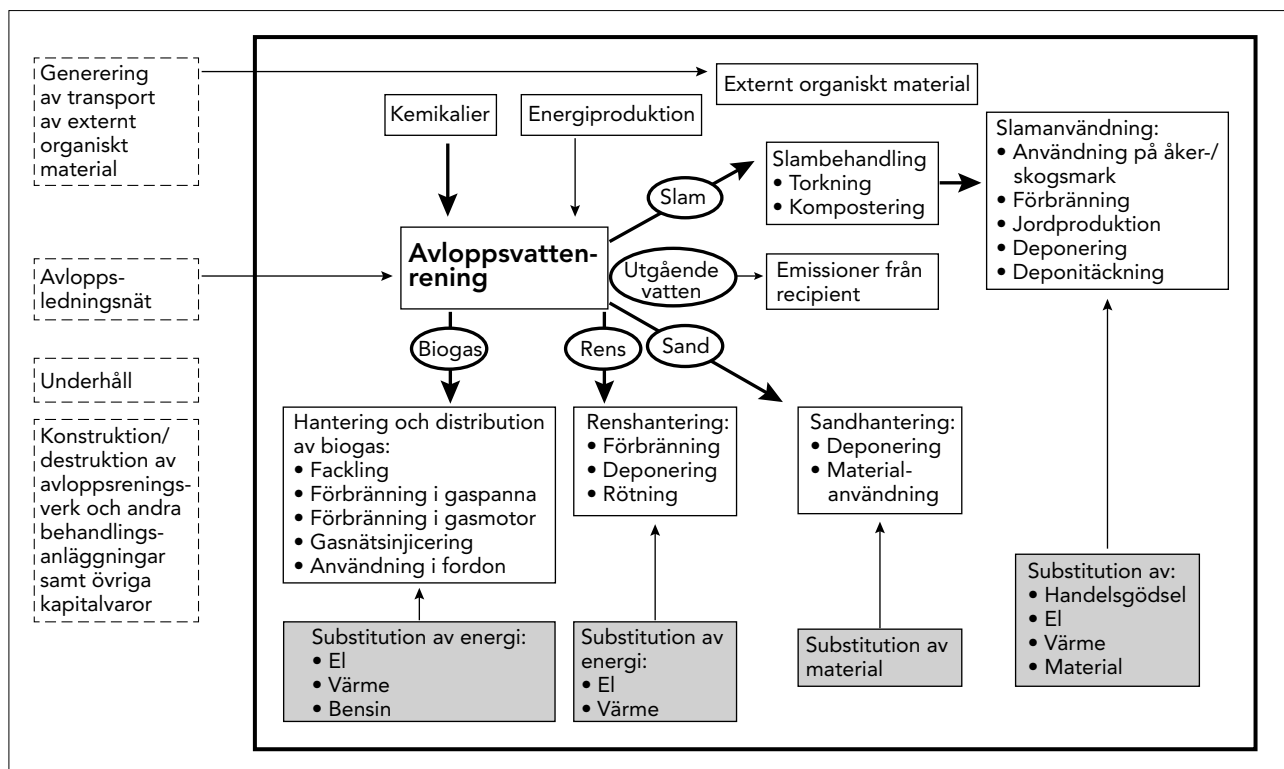 Generering
av transport
av externt
organiskt
material
Externt organiskt material
Kemikalier
Energiproduktion
Slamanvändning:
• Användning på åker-/
skogsmark
• Förbränning
• Jordproduktion
• Deponering
• Deponitäckning
Slambehandling
• Torkning
• Kompostering
Slam
Avloppsvatten-
rening
Utgående
vatten
Emissioner från
recipient
Avlopps-
ledningsnät
Biogas
Rens
Sand
Underhåll
Konstruktion/
destruktion av
avloppsrenings-
verk och andra
behandlings-
anläggningar
samt övriga
kapitalvaror
Hantering och distribution
av biogas:
• Fackling
• Förbränning i gaspanna
• Förbränning i gasmotor
• Gasnätsinjicering
• Användning i fordon
Renshantering:
• Förbränning
• Deponering
• Rötning
Sandhantering:
• Deponering
• Material-
användning
Substitution av energi:
• El
• Värme
• Bensin
Substitution av
energi:
• El
• Värme
Substitution av
material
Substitution av:
• Handelsgödsel
• El
• Värme
• Material